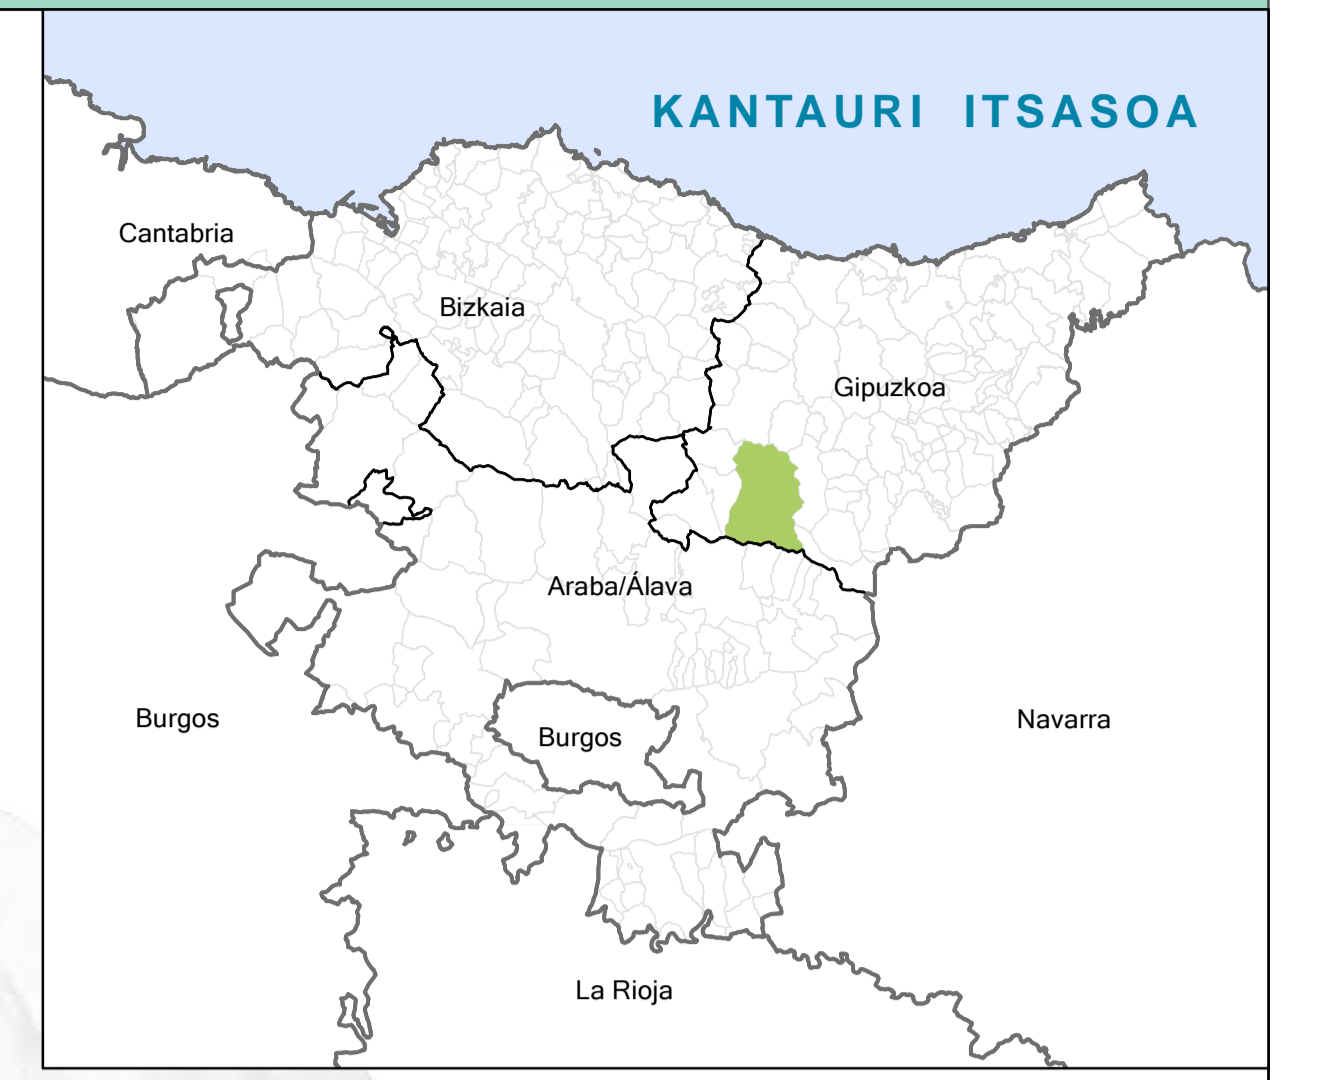 KANTAURI ITSASOA
Cantabria
Bizkaia
Gipuzkoa
Araba/Álava
Burgos
Burgos
Navarra
La Rioja